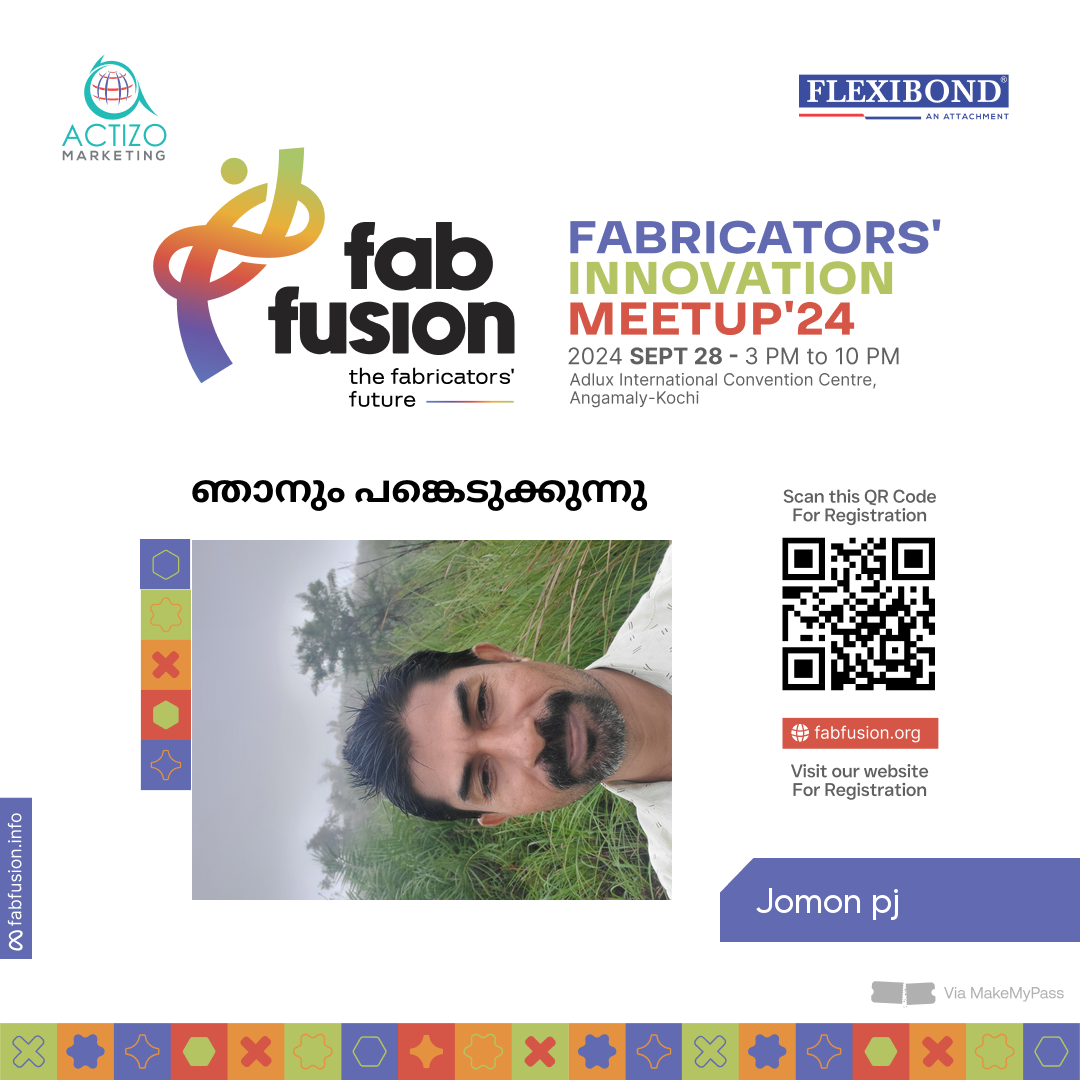 ACTIZO
MARKETING
FLEXIBOND®
AN ATTACHMENT
fab
fusion
the fabricators'
future
FABRICATORS'
INNOVATION
MEETUP'24
2024 SEPT 28 - 3 PM to 10 PM
Adlux International Convention Centre,
Angamaly-Kochi
ഞാനും പങ്കെടുക്കുന്നു
Scan this QR Code
For Registration
fabfusion.org
Visit our website
For Registration
fabfusion.info
Jomon pj
Via MakeMyPass